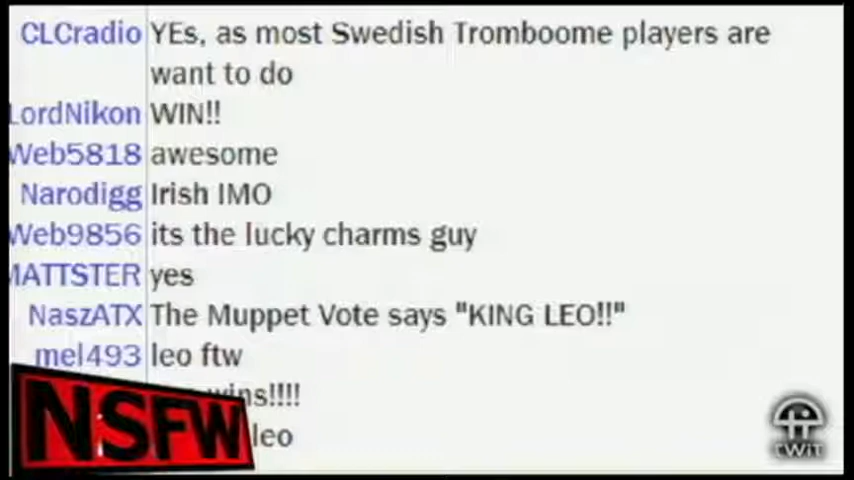 CLCradio YEs, as most Swedish Tromboome players are
want to do
LordNikon WIN!!
Web5818 awesome
Narodigg Irish IMO
Web9856 its the lucky charms guy
MATTSTER yes
NaszATX The Muppet Vote says "KING LEO!!"
mel493 leo ftw
wins!!!!
leo
NSFW
TWiT